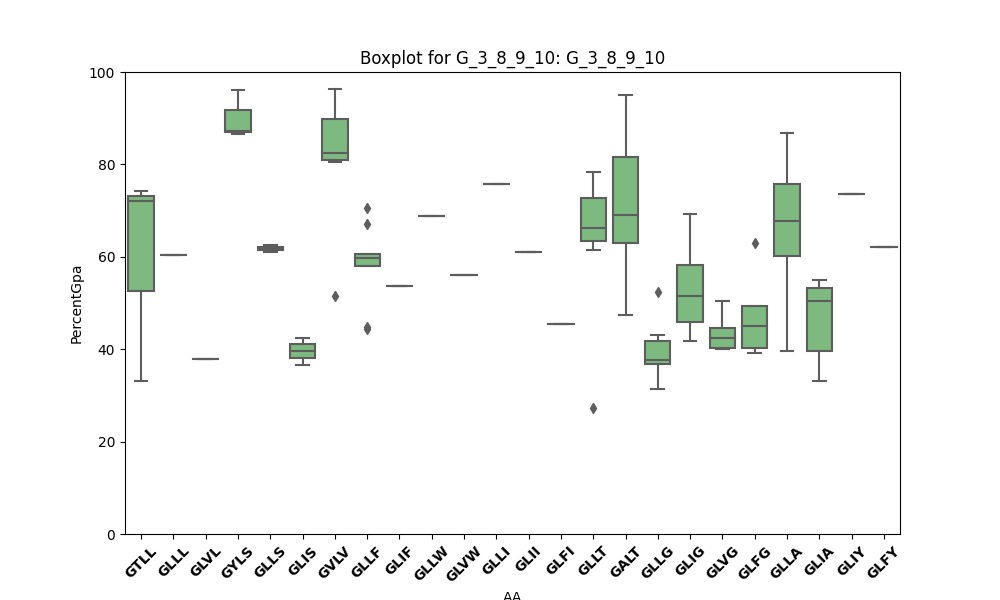 Boxplot for G_3_8_9_10: G_3_8_9_10
100
80
60
40
20
0
PercentGpa
GTLL GLLL GLVL GYLS GLLS GLIS GVLV GLLF GLIF GLLW GLVW GLLI GLII GLFI GLLT GALT GLLG GLIG GLVG GLFG GLLA GLIA GLIY GLFY
AA